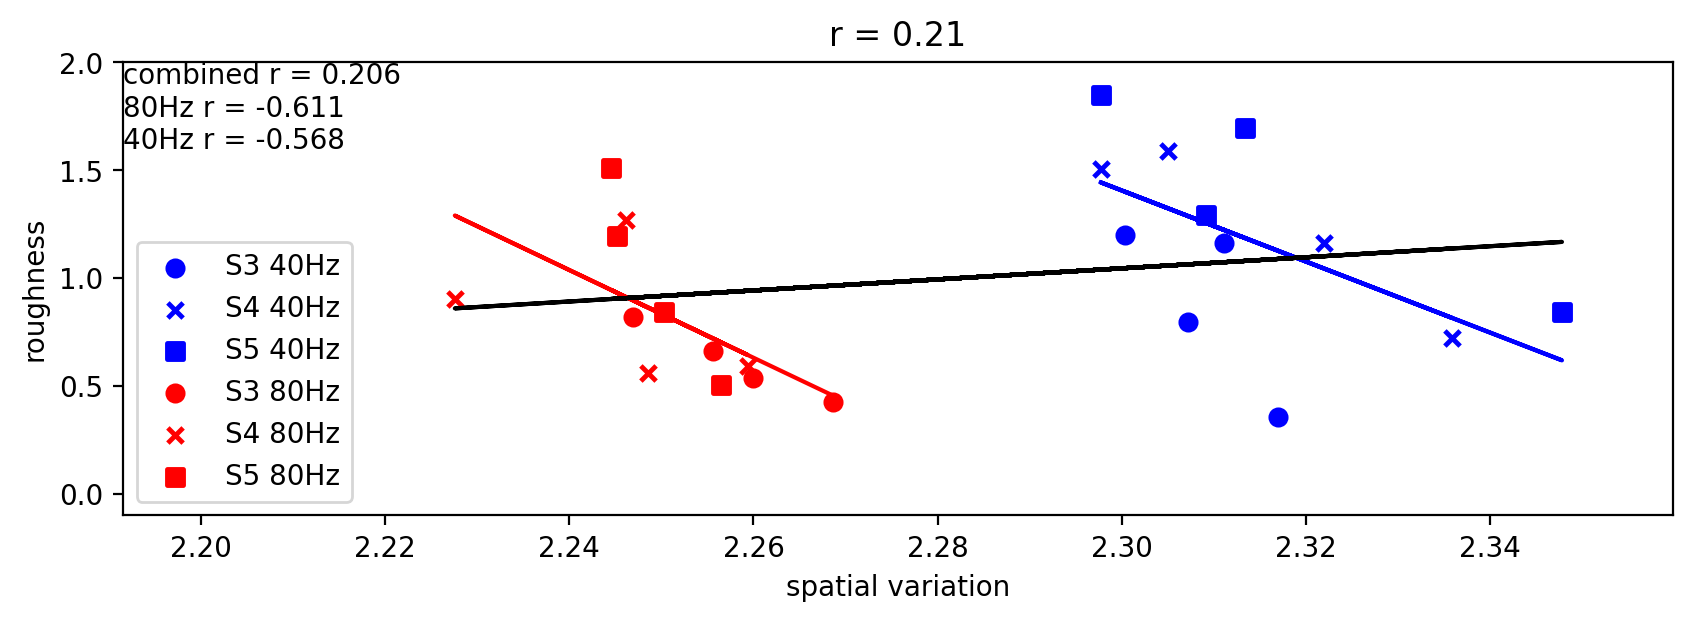 r = 0.21
combined r = 0.206
80Hz r = -0.611
40Hz r = -0.568
2.0
1.5
1.0
0.5
0.0
roughness
S3 40Hz
S4 40Hz
S5 40Hz
S3 80Hz
S4 80Hz
S5 80Hz
2.20 2.22 2.24 2.26 2.28 2.30 2.32 2.34
spatial variation